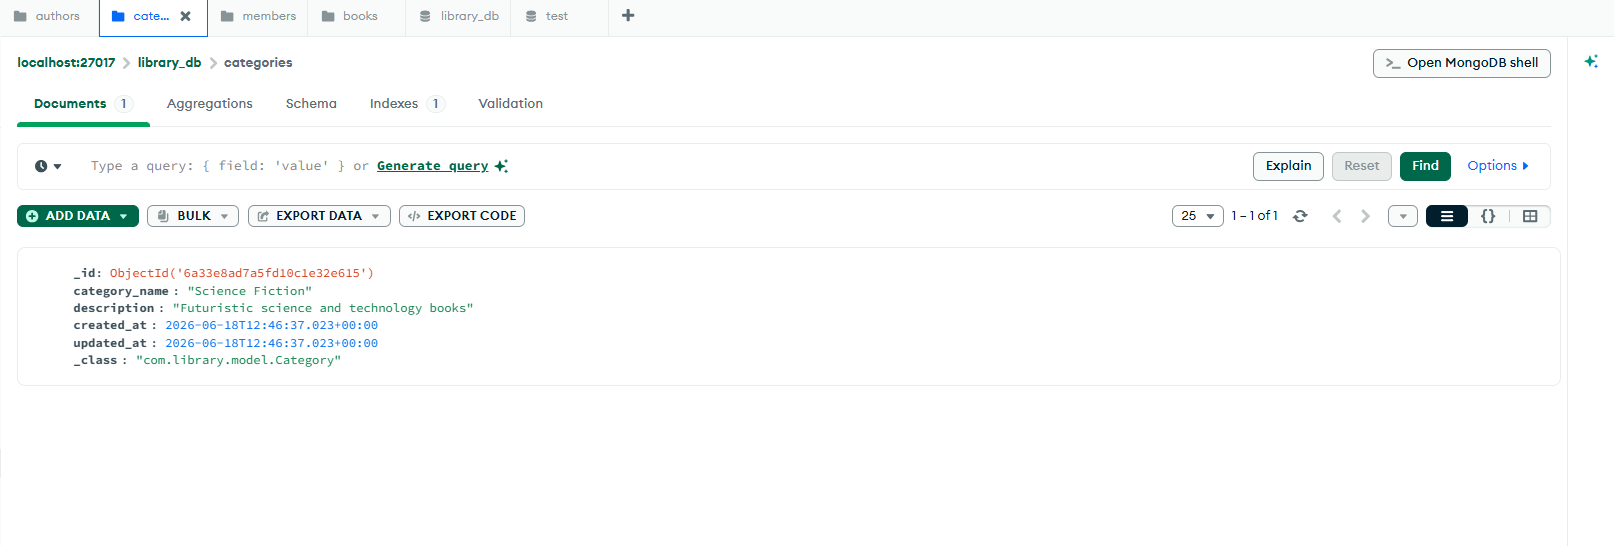 authors cate... members books library_db test
localhost:27017 library_db categories Open MongoDB shell
Documents 1 Aggregations Schema Indexes 1 Validation
Type a query: { field: 'value' } or Generate query Explain Reset Find Options
ADD DATA BULK EXPORT DATA EXPORT CODE 25 1 – 1 of 1 {}
_id: ObjectId('6a33e8ad7a5fd10c1e32e615')
category_name : "Science Fiction"
description : "Futuristic science and technology books"
created_at : 2026-06-18T12:46:37.023+00:00
updated_at : 2026-06-18T12:46:37.023+00:00
_class : "com.library.model.Category"